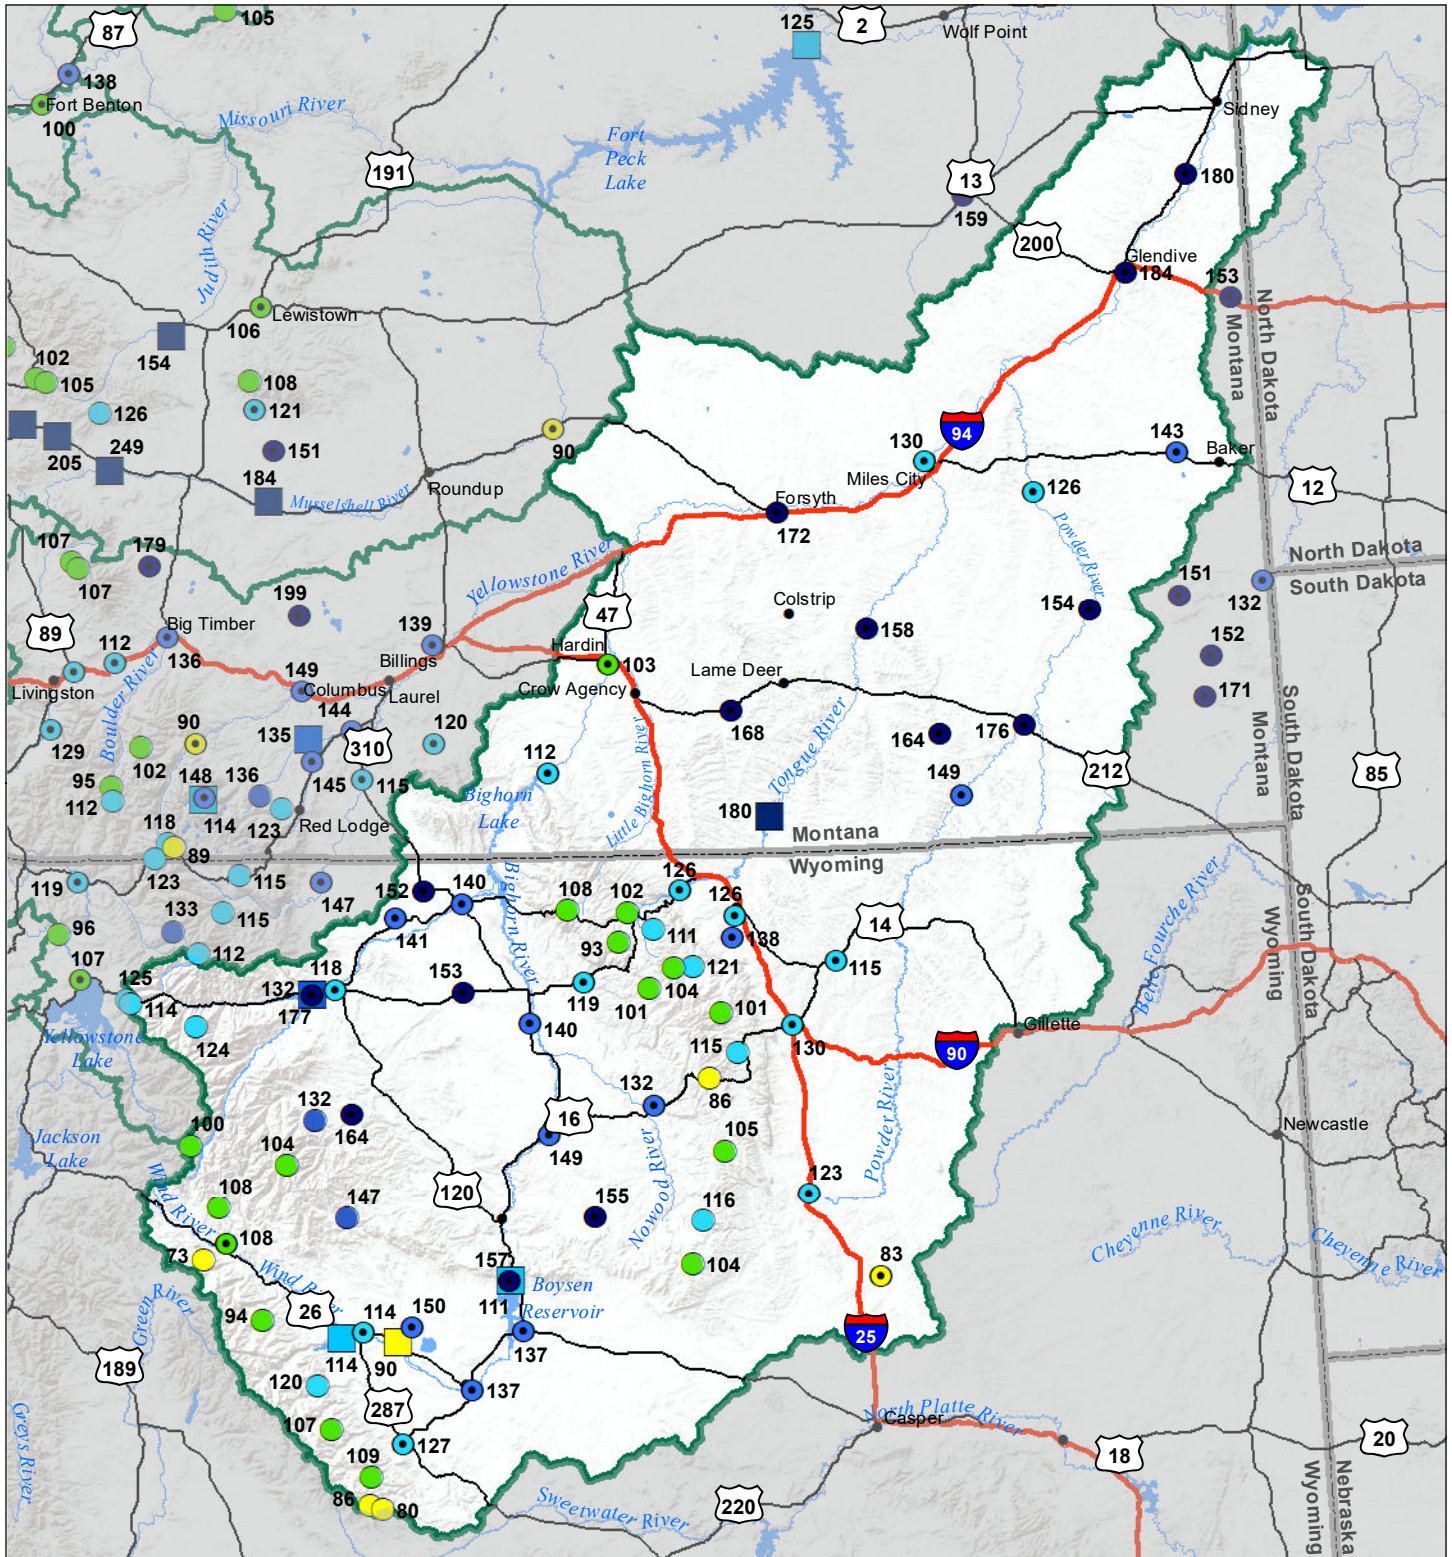 105
87
125
2
Wolf Point
138
Fort Benton
100
Missouri River
Fort
Peck
Lake
191
Sidney
13
180
159
Judith River
200
Glendive
184
153
106
Lewistown
North Dakota
Montana
154
102
105
108
126
121
94
90
130
143
249
205
151
184
Baker
Miles City
126
12
Musselshell River
Roundup
Forsyth
172
Powder River
107
179
107
Yellowstone River
North Dakota
South Dakota
151
132
199
Colstrip
154
47
89
Big Timber
139
158
152
112
136
Hardin
103
Billings
Livingston
149
Columbus
Laurel
Crow Agency
Lame Deer
171
Boulder River
144
168
129
90
135
120
164
176
South Dakota
Montana
310
102
145
115
112
Tongue River
149
212
85
95
112
148
136
Bighorn
Lake
Little Bighorn River
114
123
Red Lodge
180
118
89
Montana
Wyoming
123
119
115
147
152
140
126
108
102
126
Bighorn River
Belle Fourche River
South Dakota
Wyoming
115
133
141
93
111
138
14
96
112
107
118
132
153
121
115
125
114
177
119
104
101
101
Yellowstone
Lake
124
140
130
Gillette
90
115
132
132
86
164
16
Powder River
Newcastle
100
Jackson
Lake
104
149
105
Nowood River
Wind River
108
147
120
123
155
116
Cheyenne River
Cheyenne River
108
73
104
83
157
111
Boysen
Reservoir
Wind River
Green River
26
94
114
150
25
114
90
137
189
120
137
287
107
127
North Platte River
Casper
Greys River
109
18
20
86
80
Sweetwater River
220
Wyoming
Nebraska